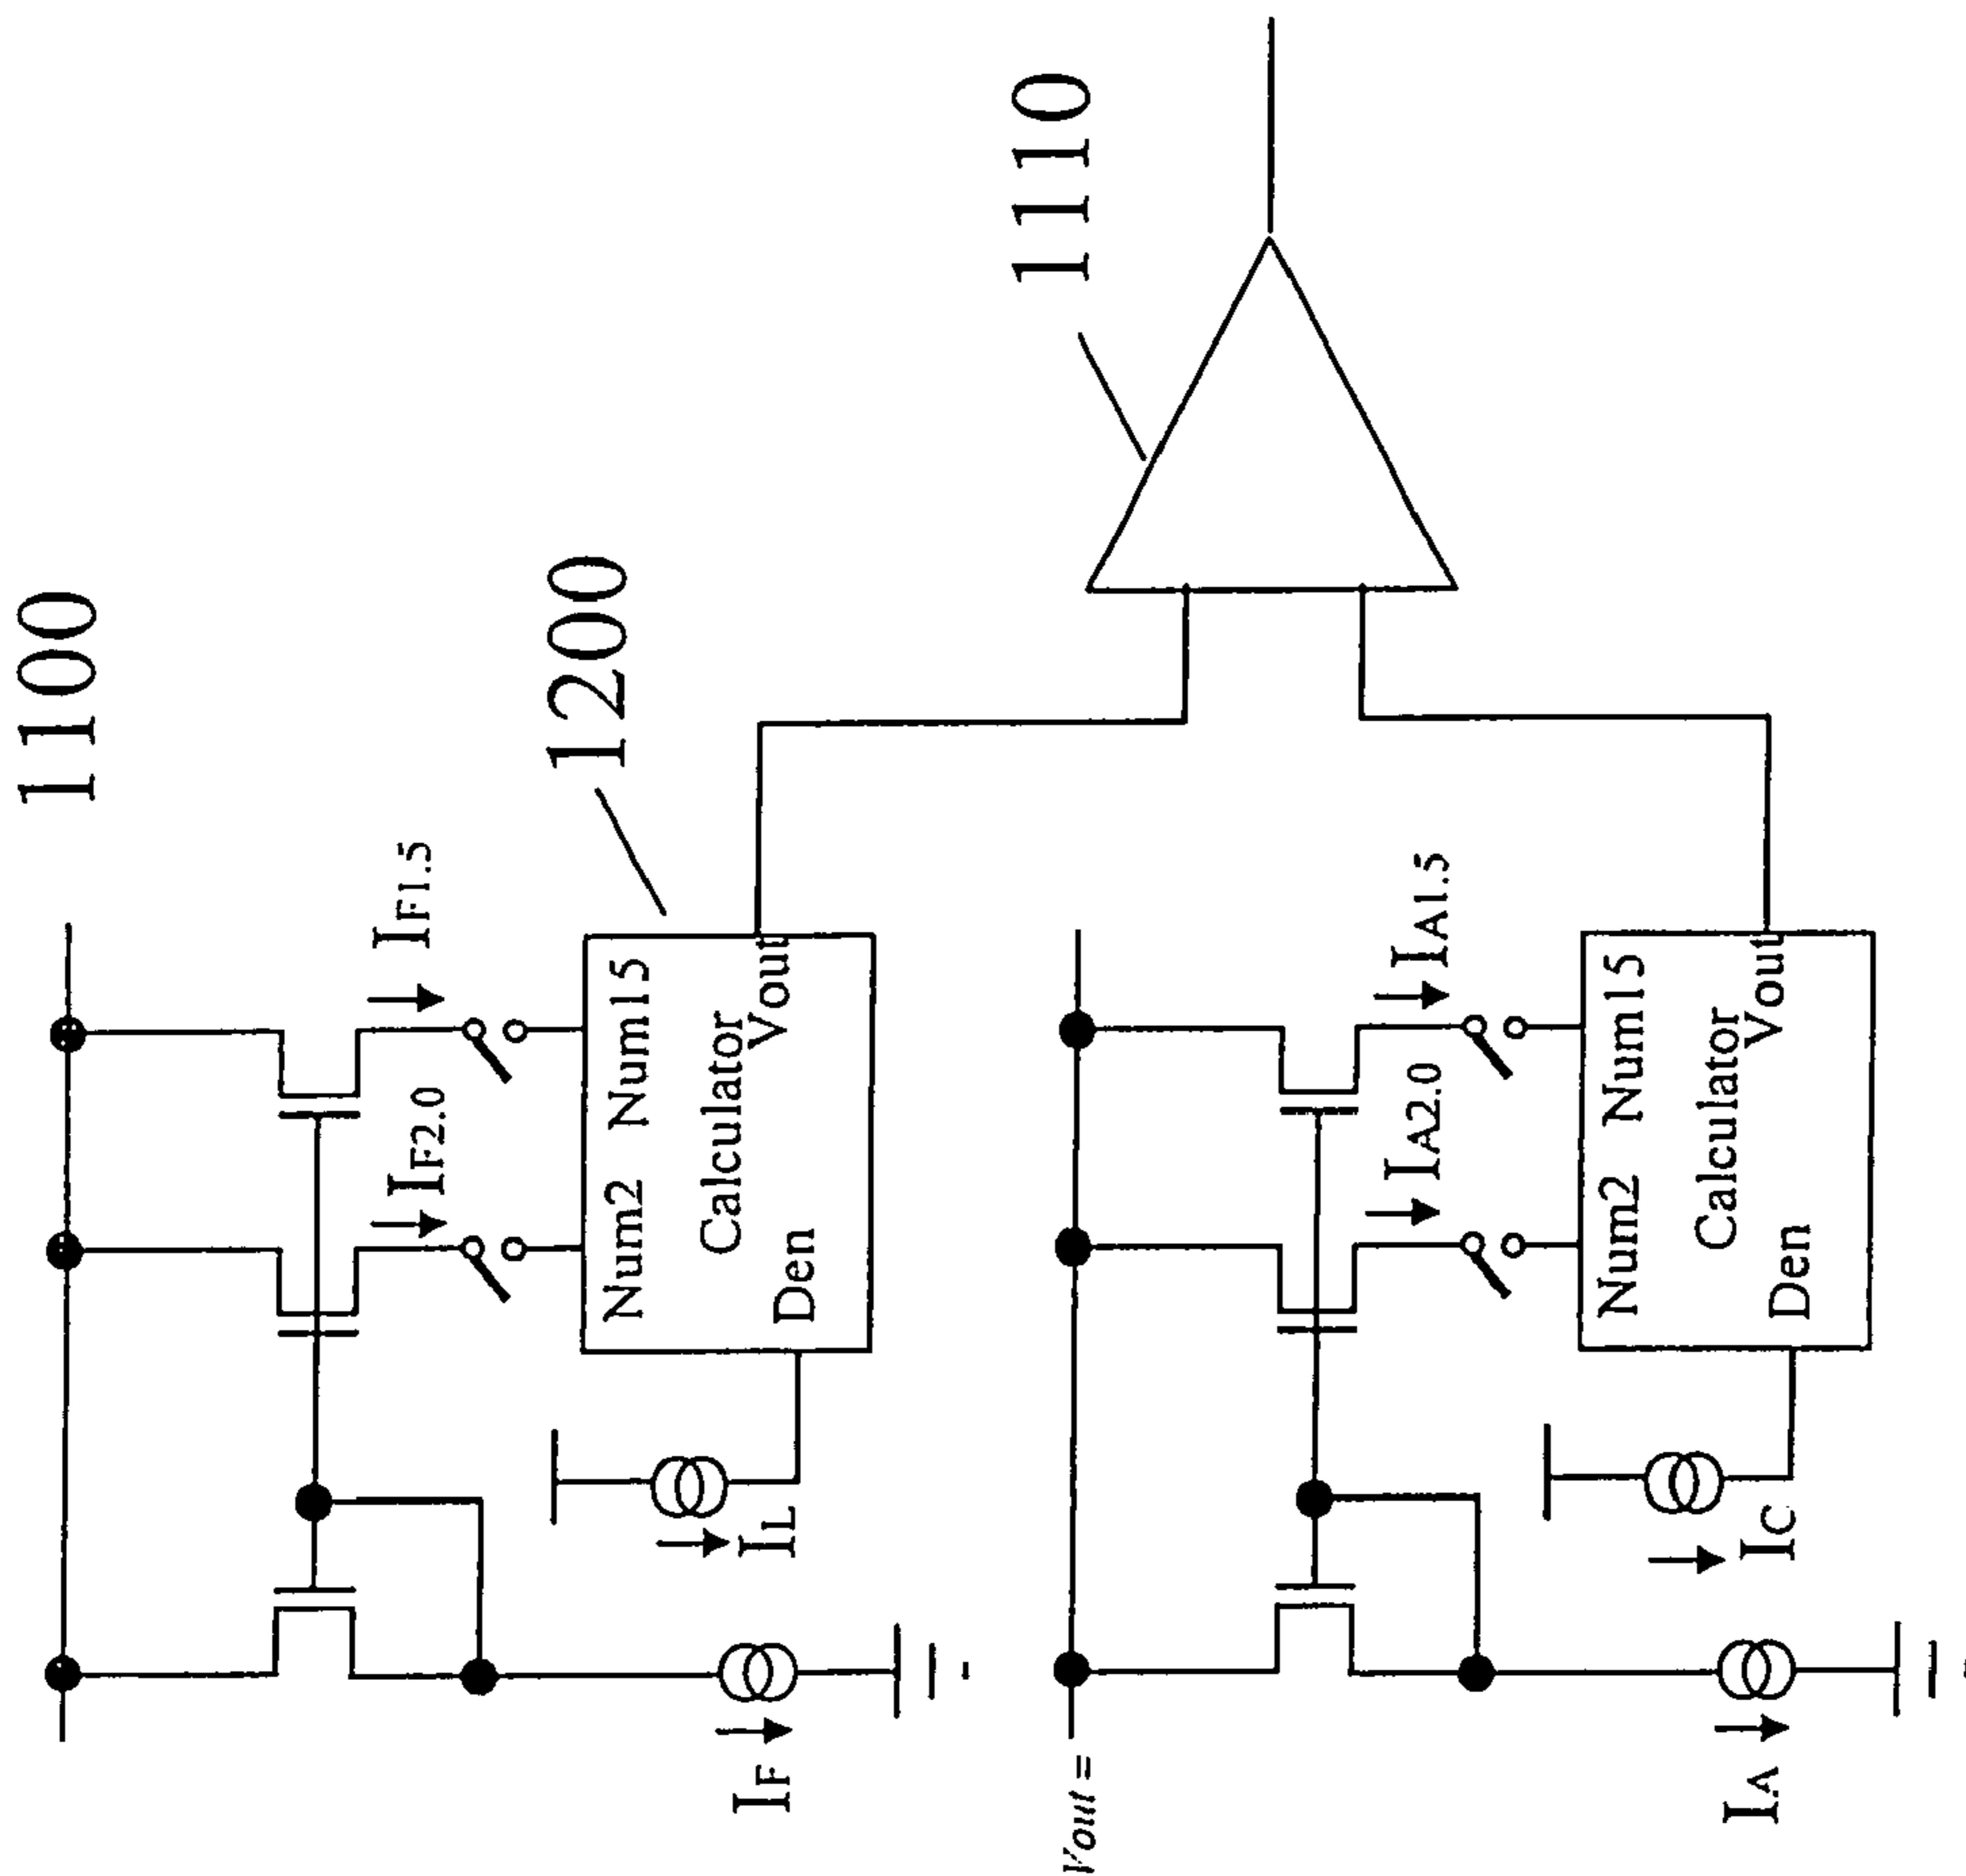 1100
IF1.5
IF2.0
1200
Num2 Num15
Calculator
Vout
Den
IL
IF
1110
IA1.5
IA2.0
Num2 Num15
Calculator
Vout
Den
IC
IA
Vout =